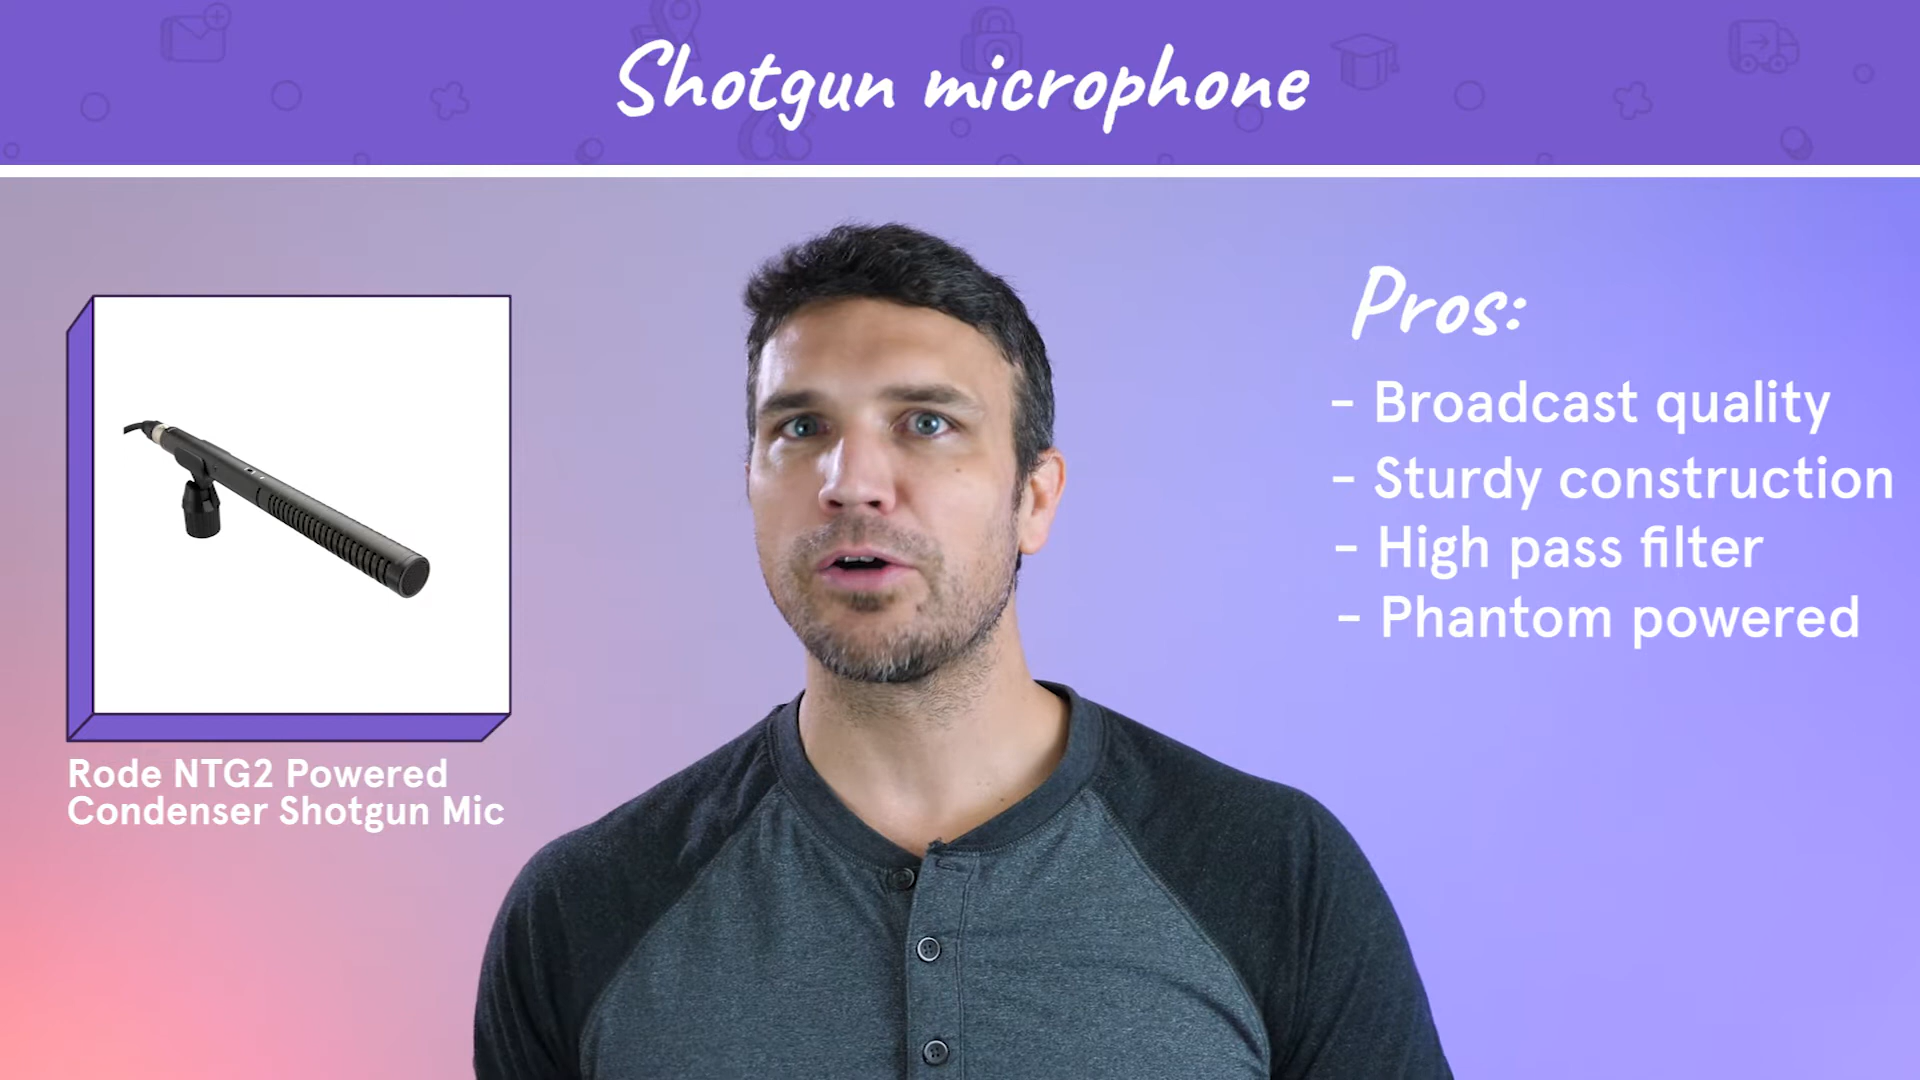 Shotgun microphone
Rode NTG2 Powered
Condenser Shotgun Mic
Pros:
- Broadcast quality
- Sturdy construction
- High pass filter
- Phantom powered